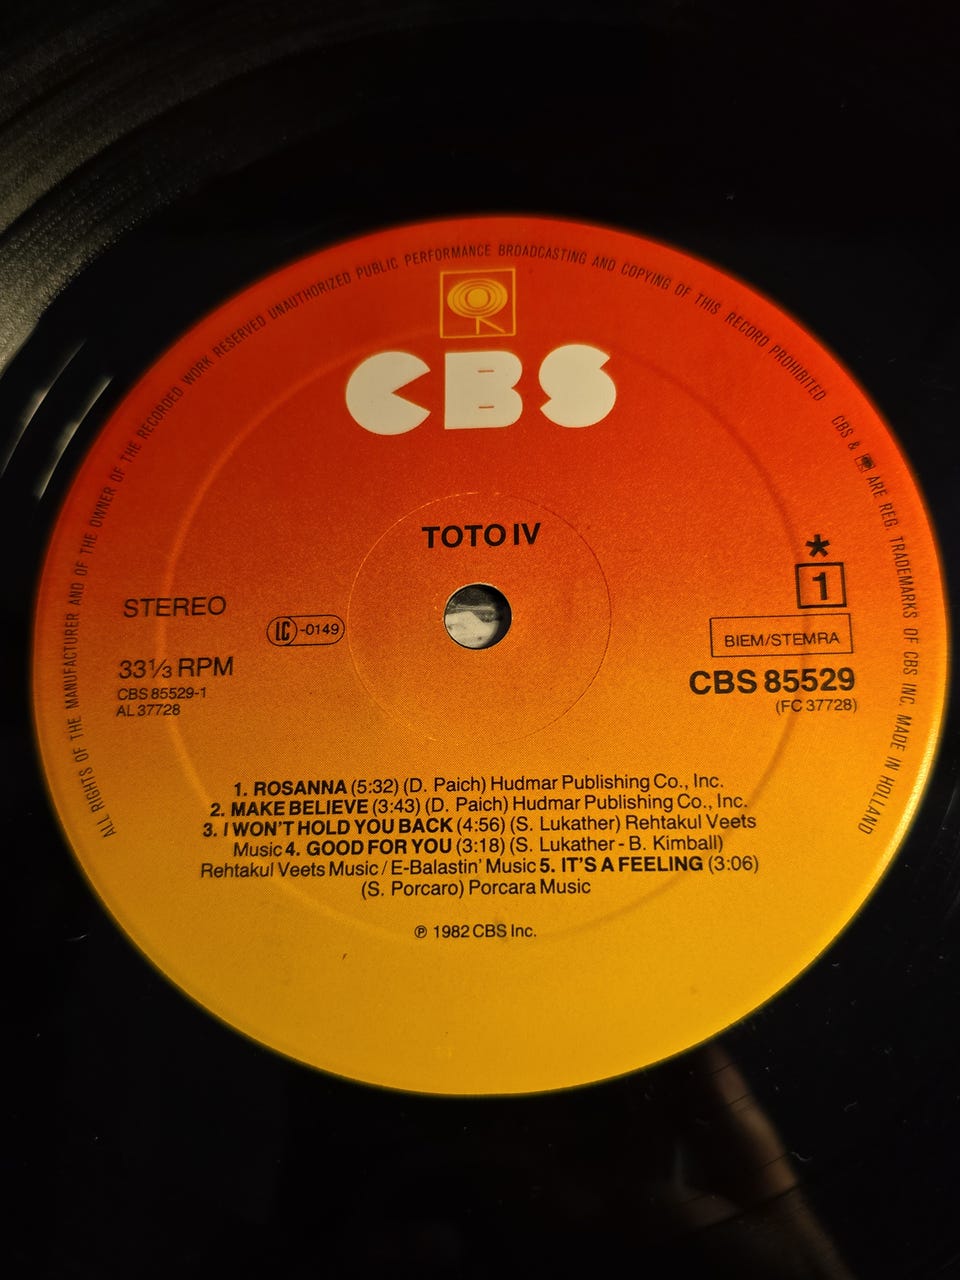 ALL RIGHTS OF THE MANUFACTURER AND OF THE OWNER OF THE RECORDED WORK RESERVED UNAUTHORIZED PUBLIC PERFORMANCE BROADCASTING AND COPYING OF THIS RECORD PROHIBITED CBS & ARE REG. TRADEMARKS OF CBS INC. MADE IN HOLLAND
CBS
TOTO IV
STEREO
LC-0149
33⅓ RPM
CBS 85529-1
AL 37728
*
1
BIEM/STEMRA
CBS 85529
(FC 37728)
1. ROSANNA (5:32) (D. Paich) Hudmar Publishing Co., Inc.
2. MAKE BELIEVE (3:43) (D. Paich) Hudmar Publishing Co., Inc.
3. I WON'T HOLD YOU BACK (4:56) (S. Lukather) Rehtakul Veets
Music 4. GOOD FOR YOU (3:18) (S. Lukather - B. Kimball)
Rehtakul Veets Music / E-Balastin' Music 5. IT'S A FEELING (3:06)
(S. Porcaro) Porcara Music
℗ 1982 CBS Inc.